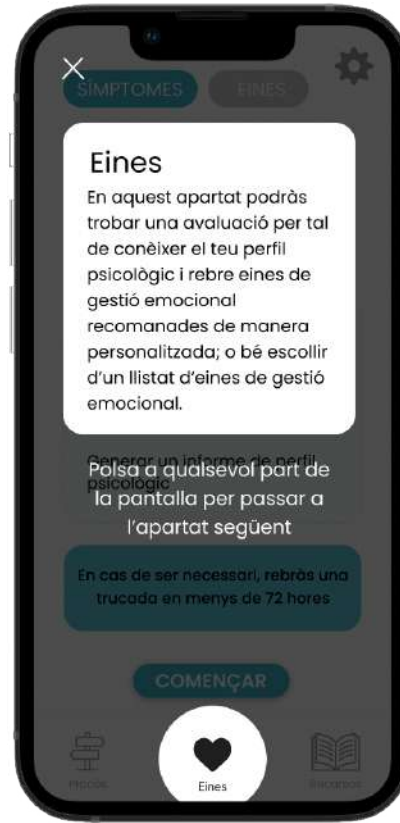 SÍMPTOMES
EINES
Eines
En aquest apartat podràs
trobar una avaluació per tal
de conèixer el teu perfil
psicològic i rebre eines de
gestió emocional
recomanades de manera
personalitzada; o bé escollir
d'un llistat d'eines de gestió
emocional.
Generar un informe de perfil
psicològic
Polsa a qualsevol part de
la pantalla per passar a
l'apartat següent
En cas de ser necessari, rebràs una
trucada en menys de 72 hores
COMENÇAR
Procés
Eines
Recursos